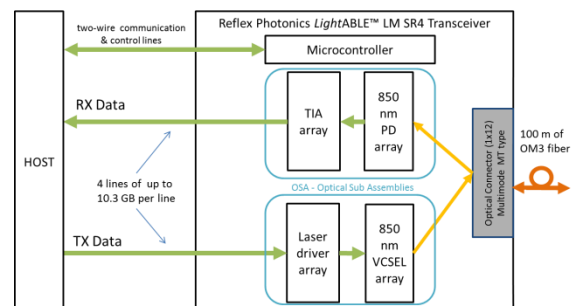 Reflex Photonics LightABLE™ LM SR4 Transceiver
two-wire communication
& control lines
Microcontroller
RX Data
TIA
array
850
nm
PD
array
HOST
4 lines of up to
10.3 GB per line
OSA - Optical Sub Assemblies
Optical Connector (1x12)
Multimode MT type
100 m of
OM3 fiber
TX Data
Laser
driver
array
850
nm
VCSEL
array